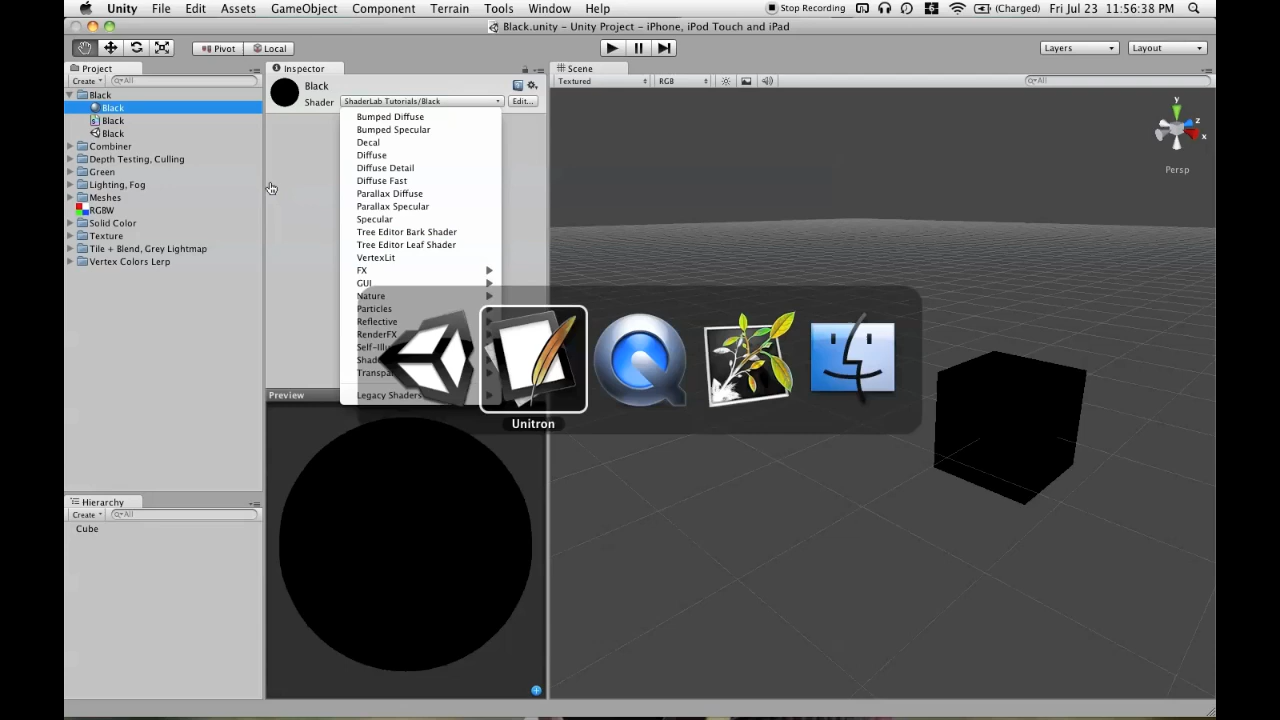 Unity File Edit Assets GameObject Component Terrain Tools Window Help Stop Recording (Charged) Fri Jul 23 11:56:38 PM
Black.unity - Unity Project - iPhone, iPod Touch and iPad
Pivot Local Layers Layout
Project Inspector Scene
Create All Textured RGB All
Black
Black
Black
Black
Combiner
Depth Testing, Culling
Green
Lighting, Fog
Meshes
RGBW
Solid Color
Texture
Tile + Blend, Grey Lightmap
Vertex Colors Lerp
Black
Shader ShaderLab Tutorials/Black Edit...
Bumped Diffuse
Bumped Specular
Decal
Diffuse
Diffuse Detail
Diffuse Fast
Parallax Diffuse
Parallax Specular
Specular
Tree Editor Bark Shader
Tree Editor Leaf Shader
VertexLit
FX
GUI
Nature
Particles
Reflective
RenderFX
Self-Illu
Shade
Transpa
Legacy Shaders
Preview
Unitron
y
z
x
Persp
Hierarchy
Create All
Cube